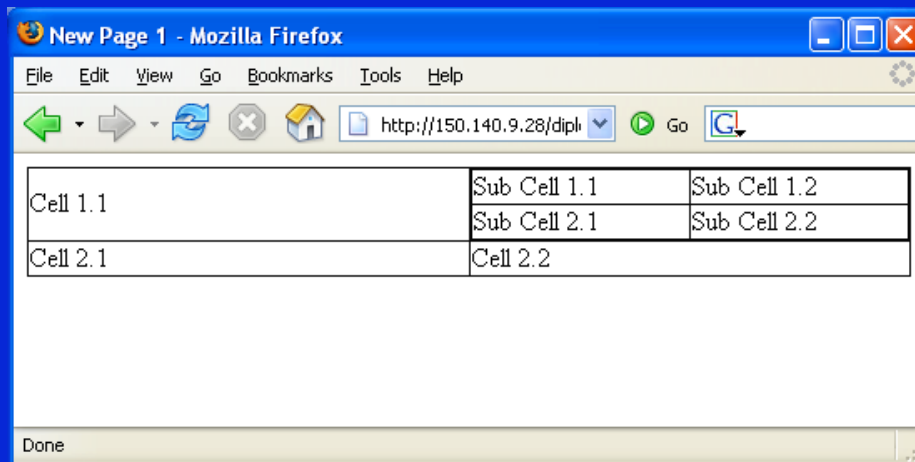 New Page 1 - Mozilla Firefox
File Edit View Go Bookmarks Tools Help
http://150.140.9.28/dipl Go G
Cell 1.1 Sub Cell 1.1 Sub Cell 1.2
Sub Cell 2.1 Sub Cell 2.2
Cell 2.1 Cell 2.2
Done